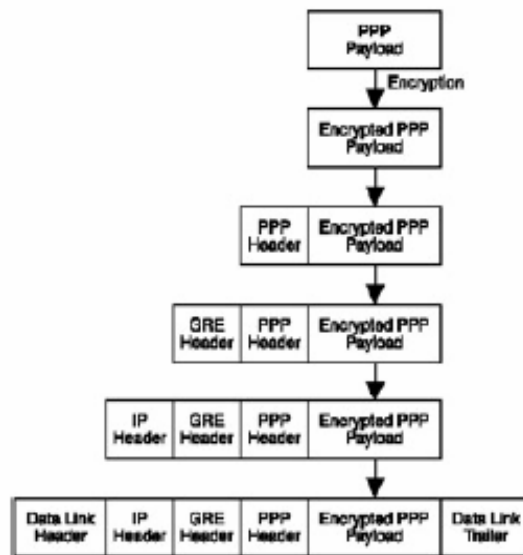 PPP
Payload
Encryption
Encrypted PPP
Payload
PPP
Header
Encrypted PPP
Payload
GRE
Header
PPP
Header
Encrypted PPP
Payload
IP
Header
GRE
Header
PPP
Header
Encrypted PPP
Payload
Data Link
Header
IP
Header
GRE
Header
PPP
Header
Encrypted PPP
Payload
Data Link
Trailer